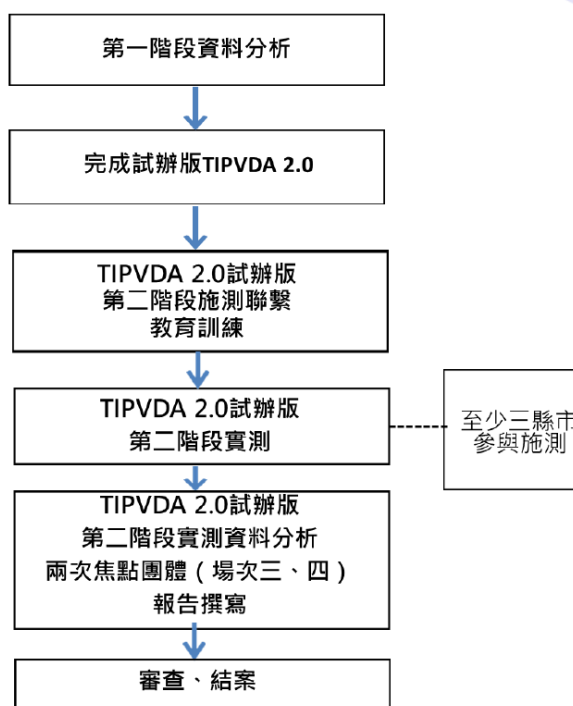 第一階段資料分析
完成試辦版TIPVDA 2.0
TIPVDA 2.0試辦版
第二階段施測聯繫
教育訓練
TIPVDA 2.0試辦版
第二階段實測
至少三縣市
參與施測
TIPVDA 2.0試辦版
第二階段實測資料分析
兩次焦點團體（場次三、四）
報告撰寫
審查、結案